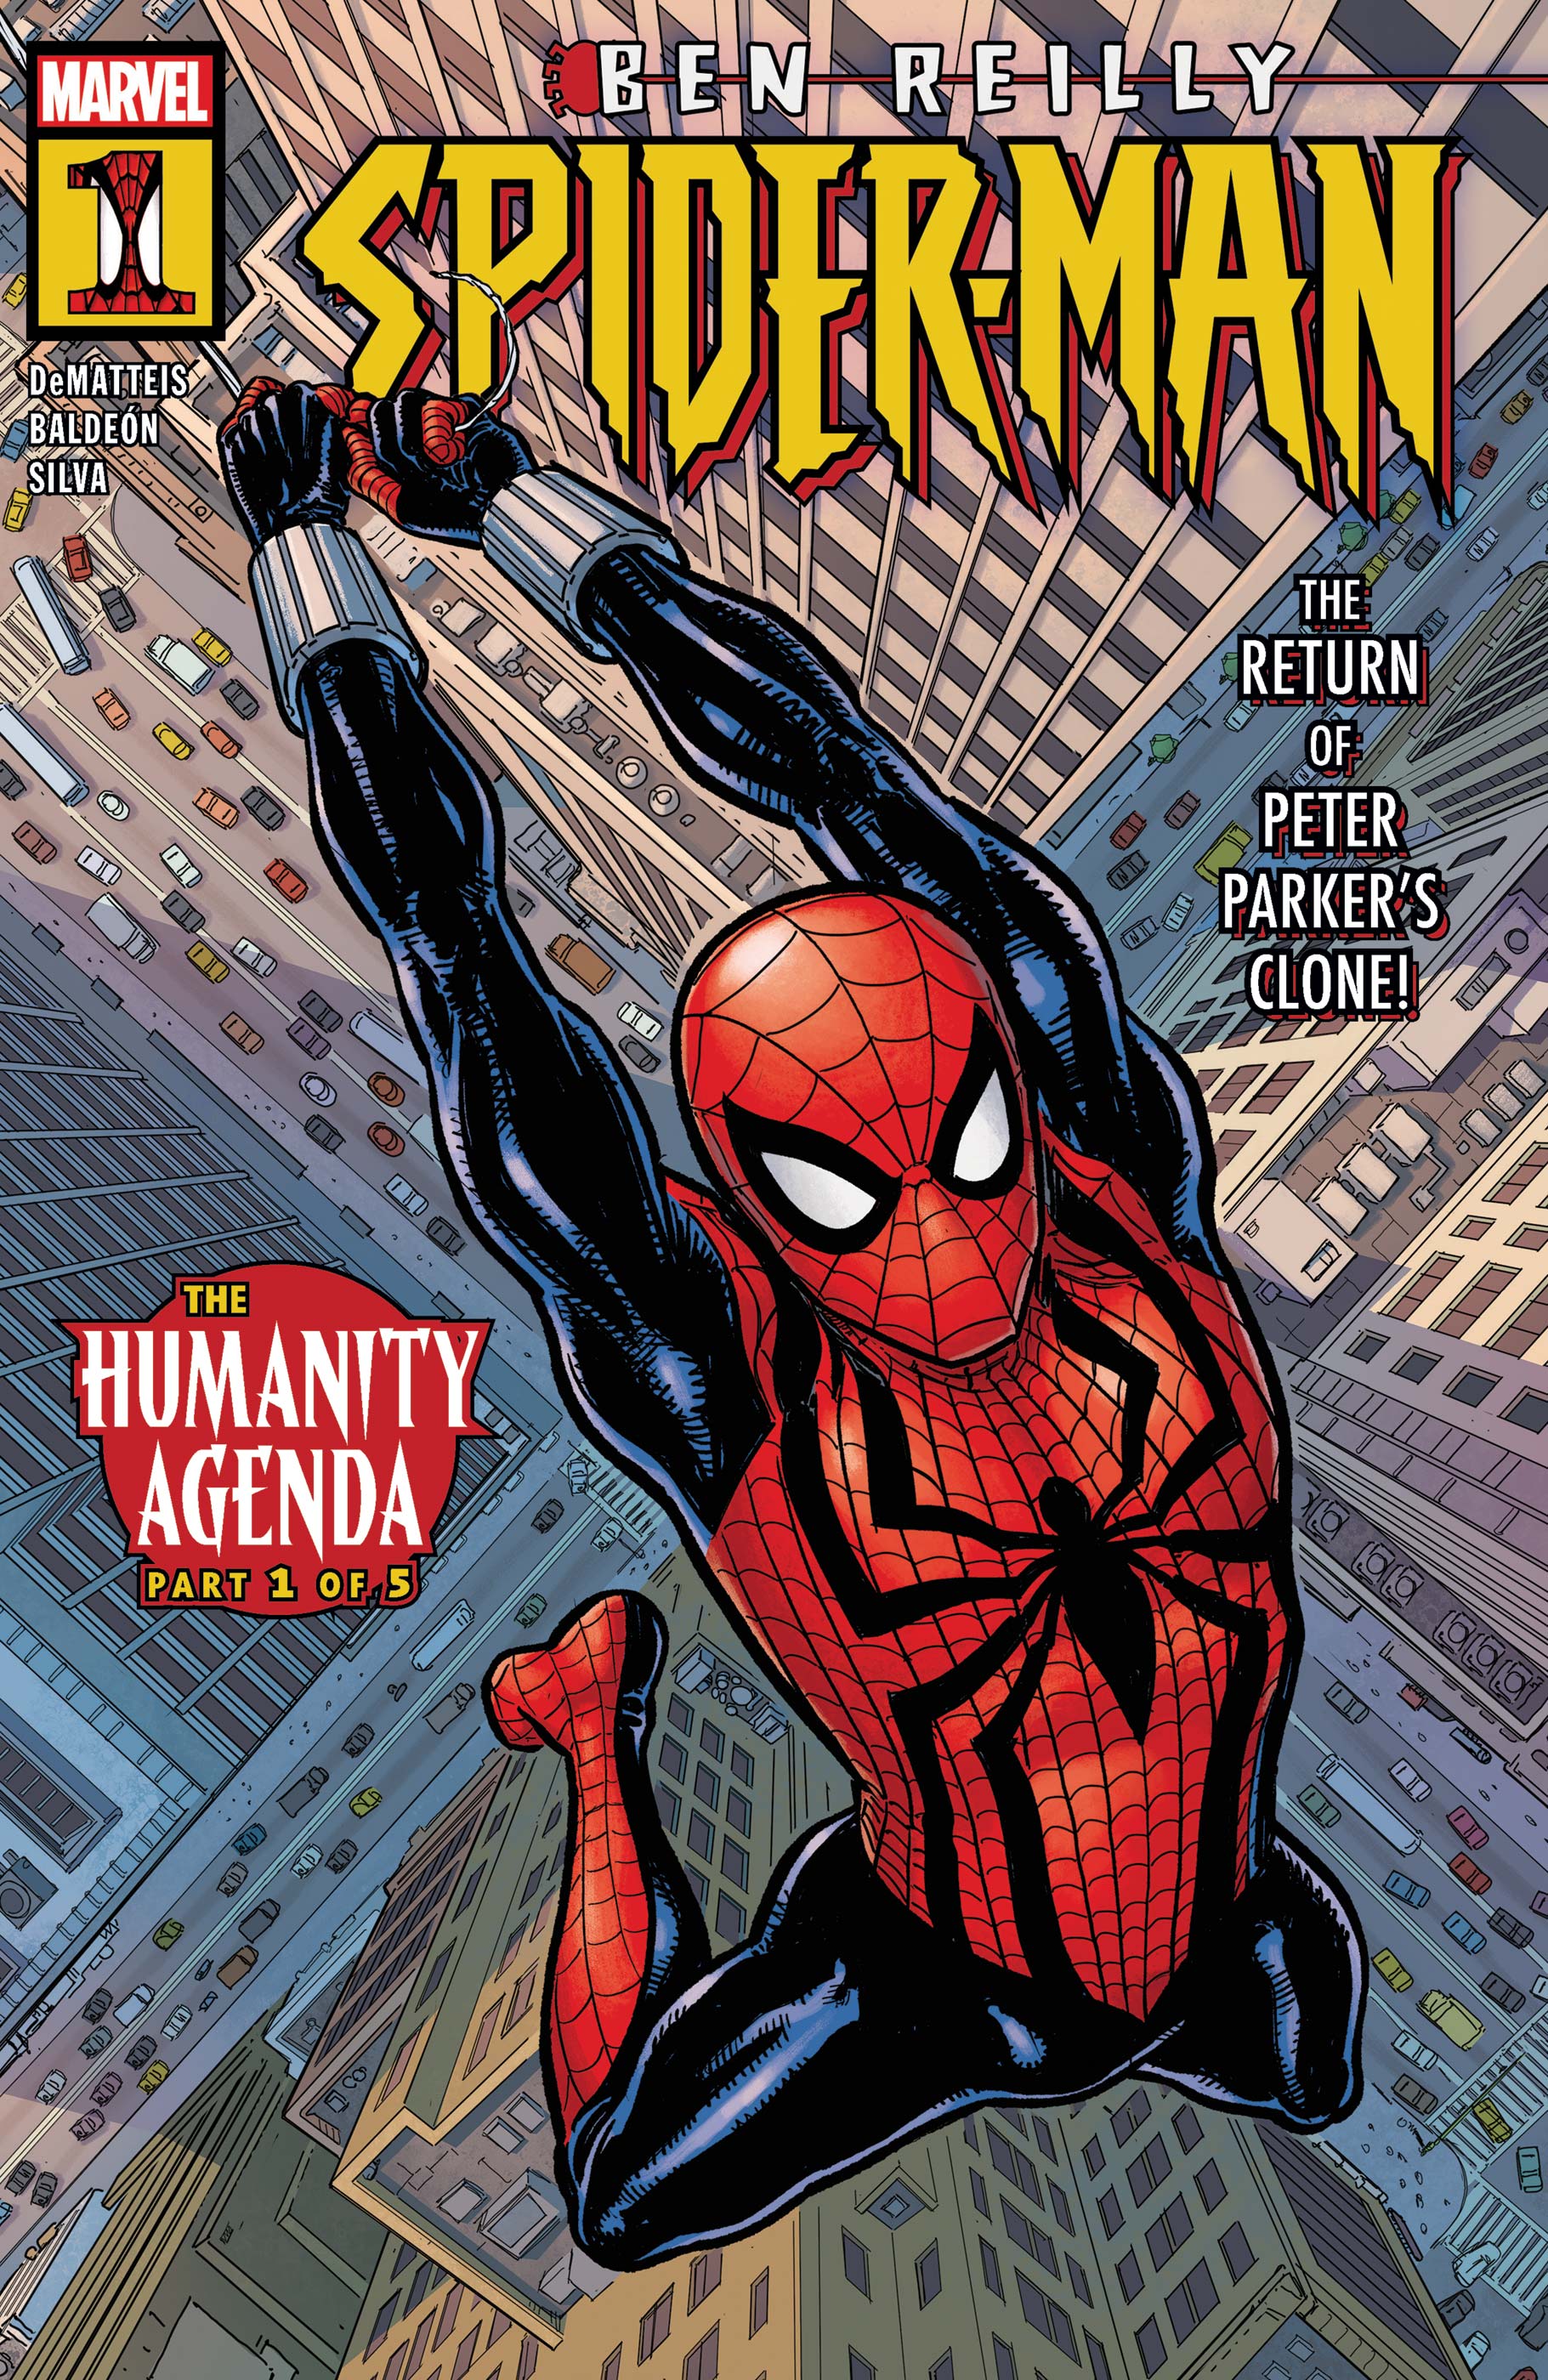 BEN REILLY
MARVEL
SPIDER-MAN
1
DeMATTEIS
BALDEÓN
SILVA
THE
RETURN
OF
PETER
PARKER'S
CLONE!
THE
HUMANITY
AGENDA
PART 1 OF 5